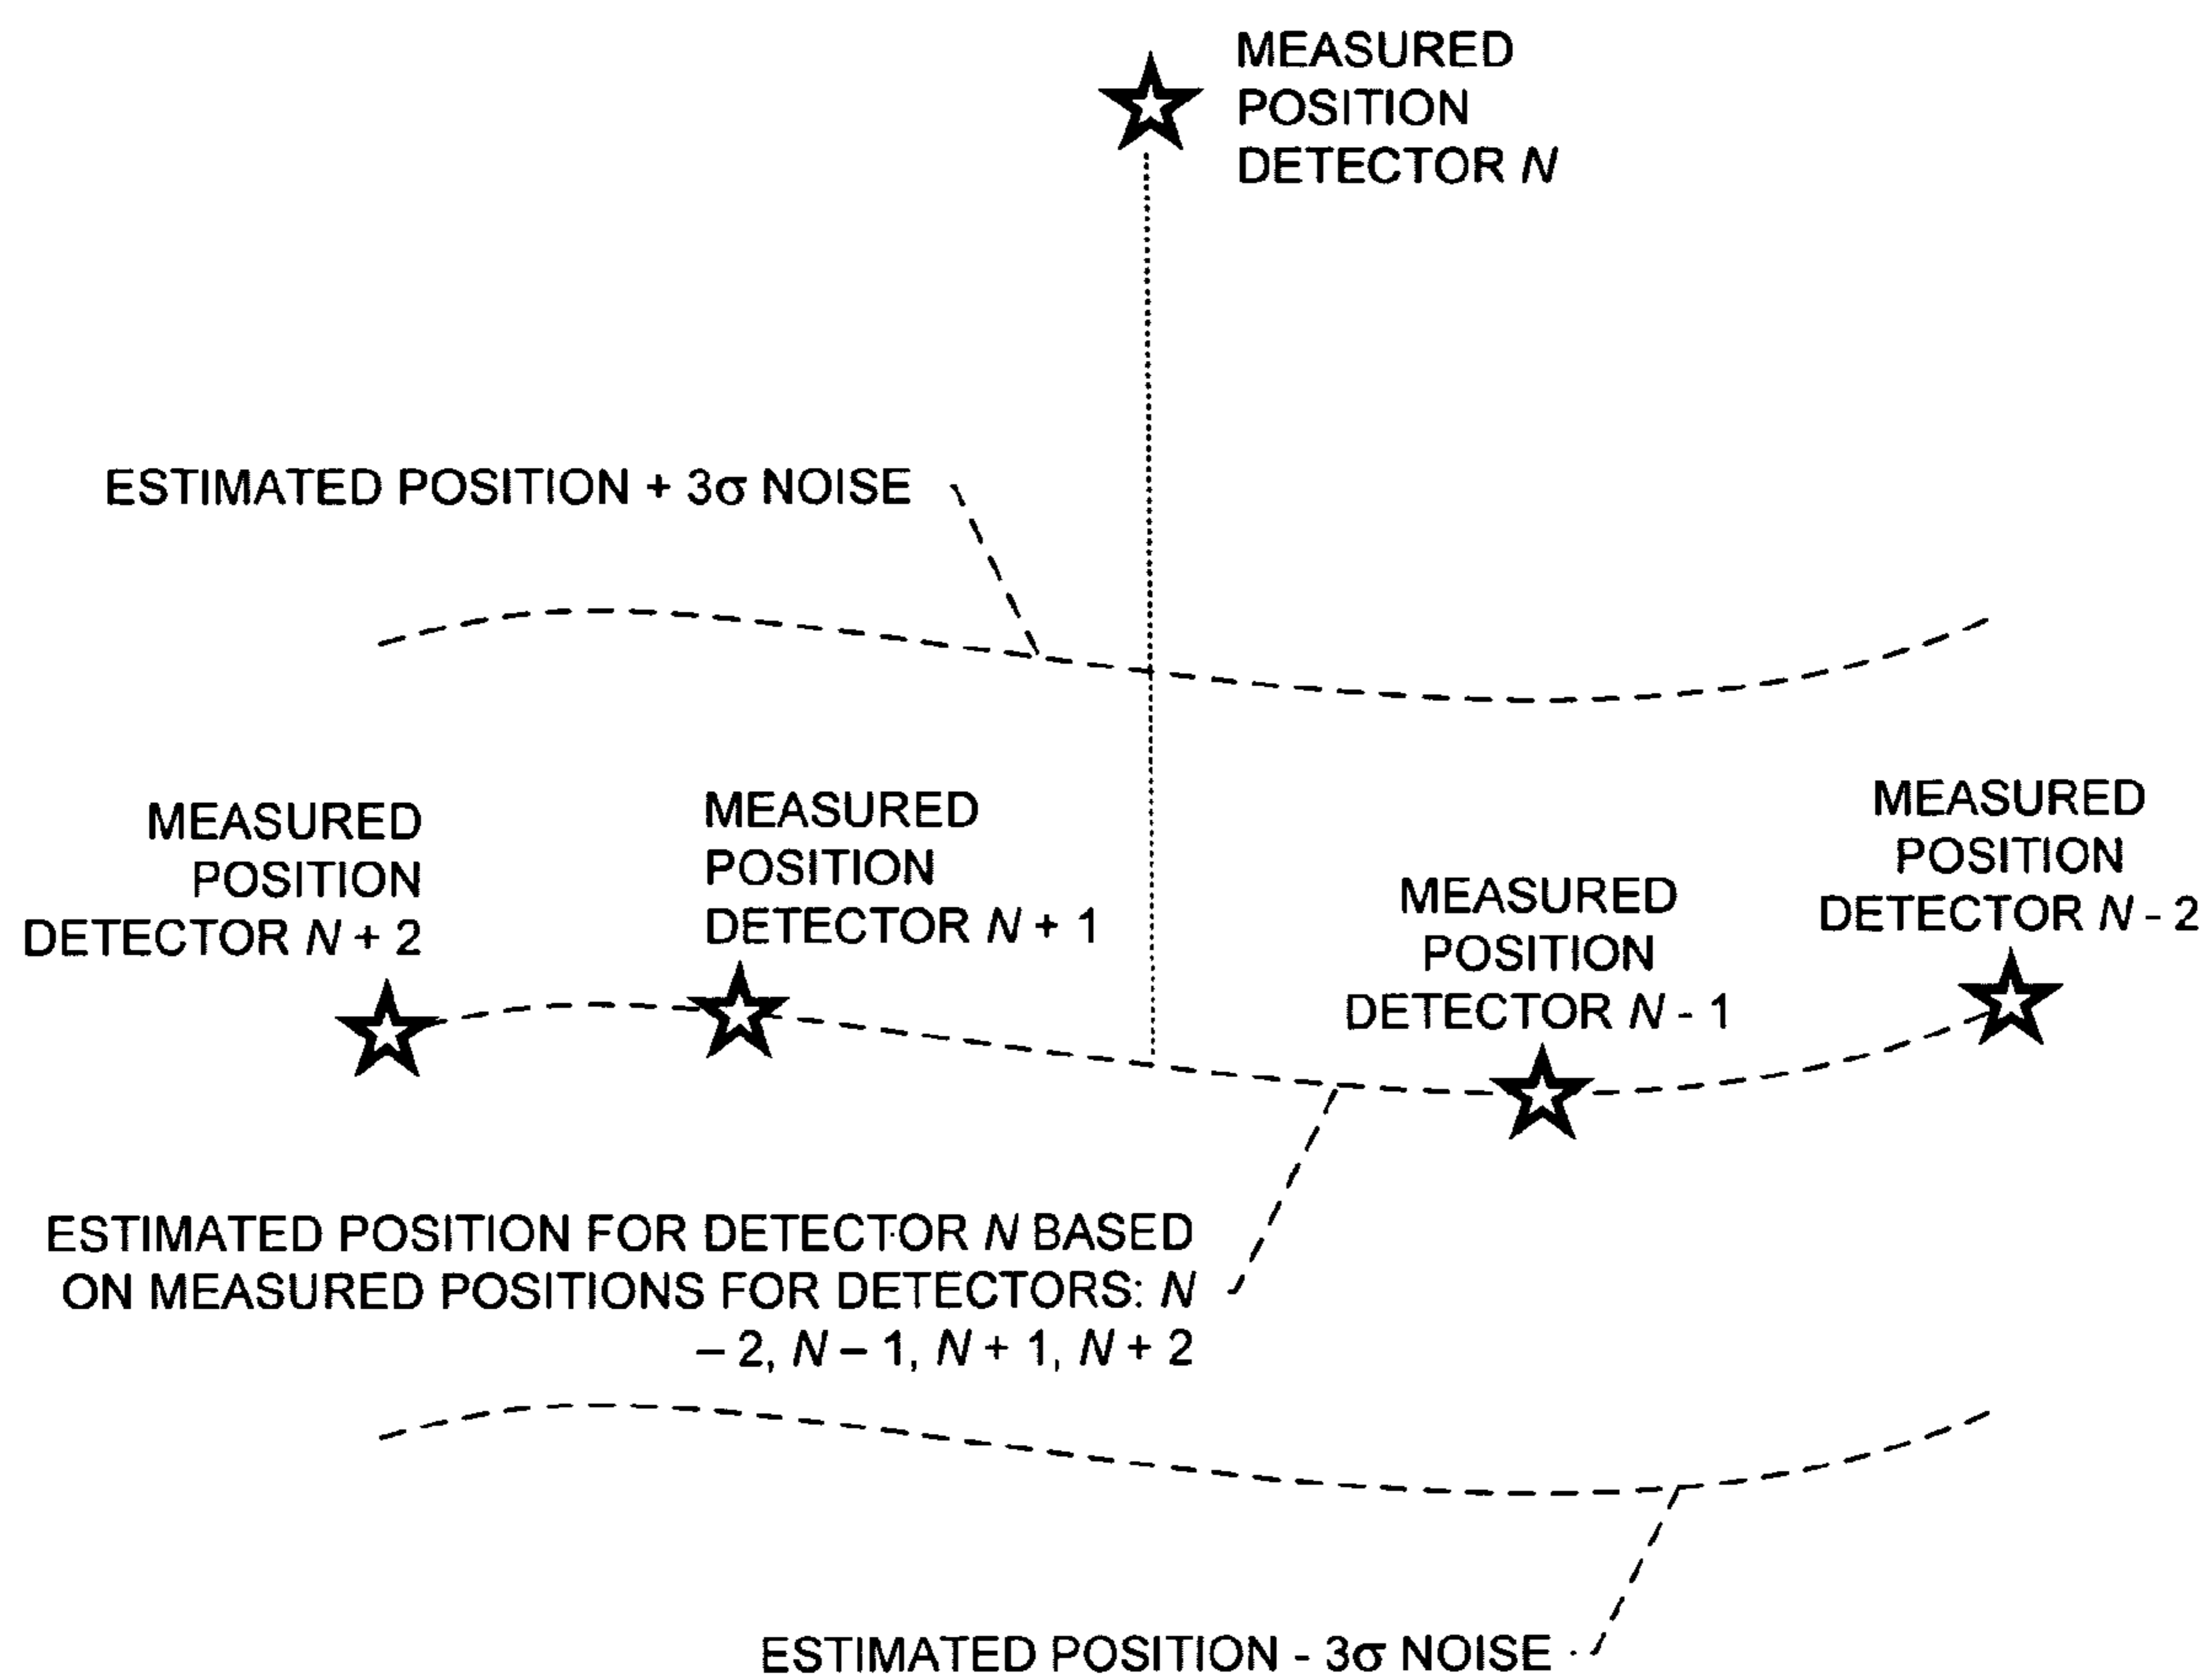 MEASURED
POSITION
DETECTOR N
ESTIMATED POSITION + 3σ NOISE
MEASURED
POSITION
DETECTOR N + 2
MEASURED
POSITION
DETECTOR N + 1
MEASURED
POSITION
DETECTOR N - 1
MEASURED
POSITION
DETECTOR N - 2
ESTIMATED POSITION FOR DETECTOR N BASED
ON MEASURED POSITIONS FOR DETECTORS: N
– 2, N – 1, N + 1, N + 2
ESTIMATED POSITION - 3σ NOISE